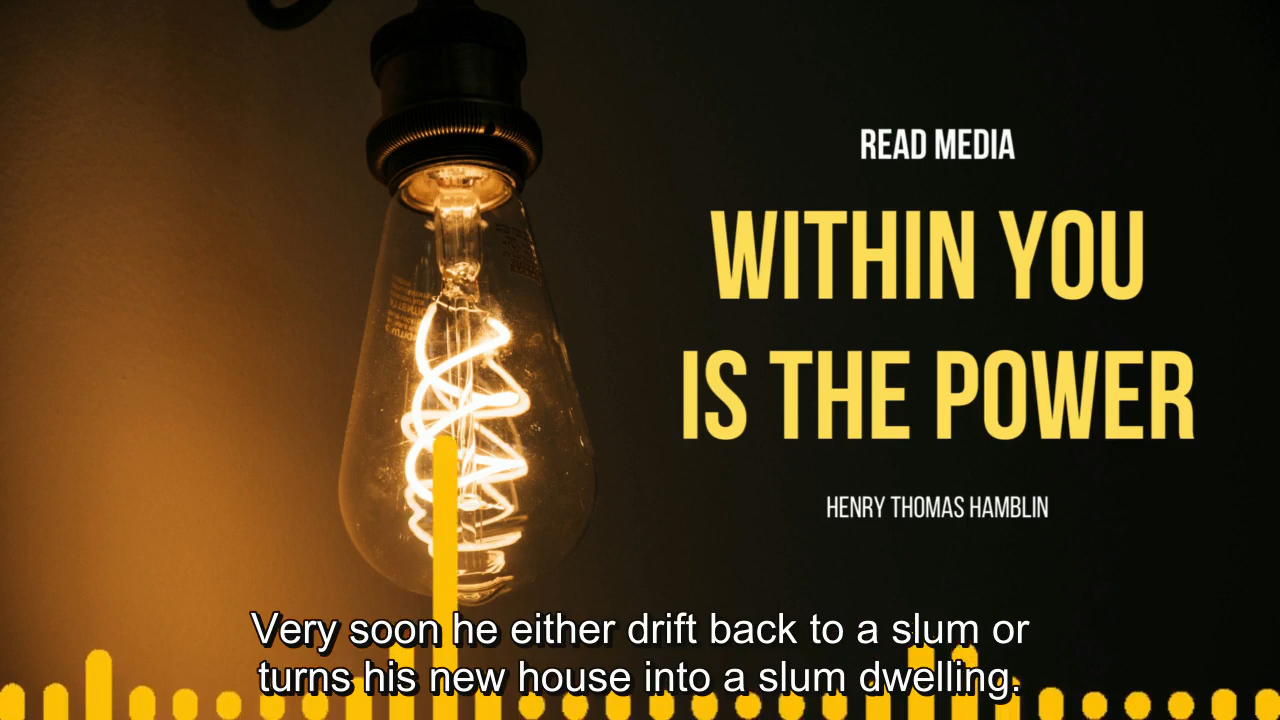 READ MEDIA
WITHIN YOU
IS THE POWER
HENRY THOMAS HAMBLIN
Very soon he either drift back to a slum or
turns his new house into a slum dwelling.